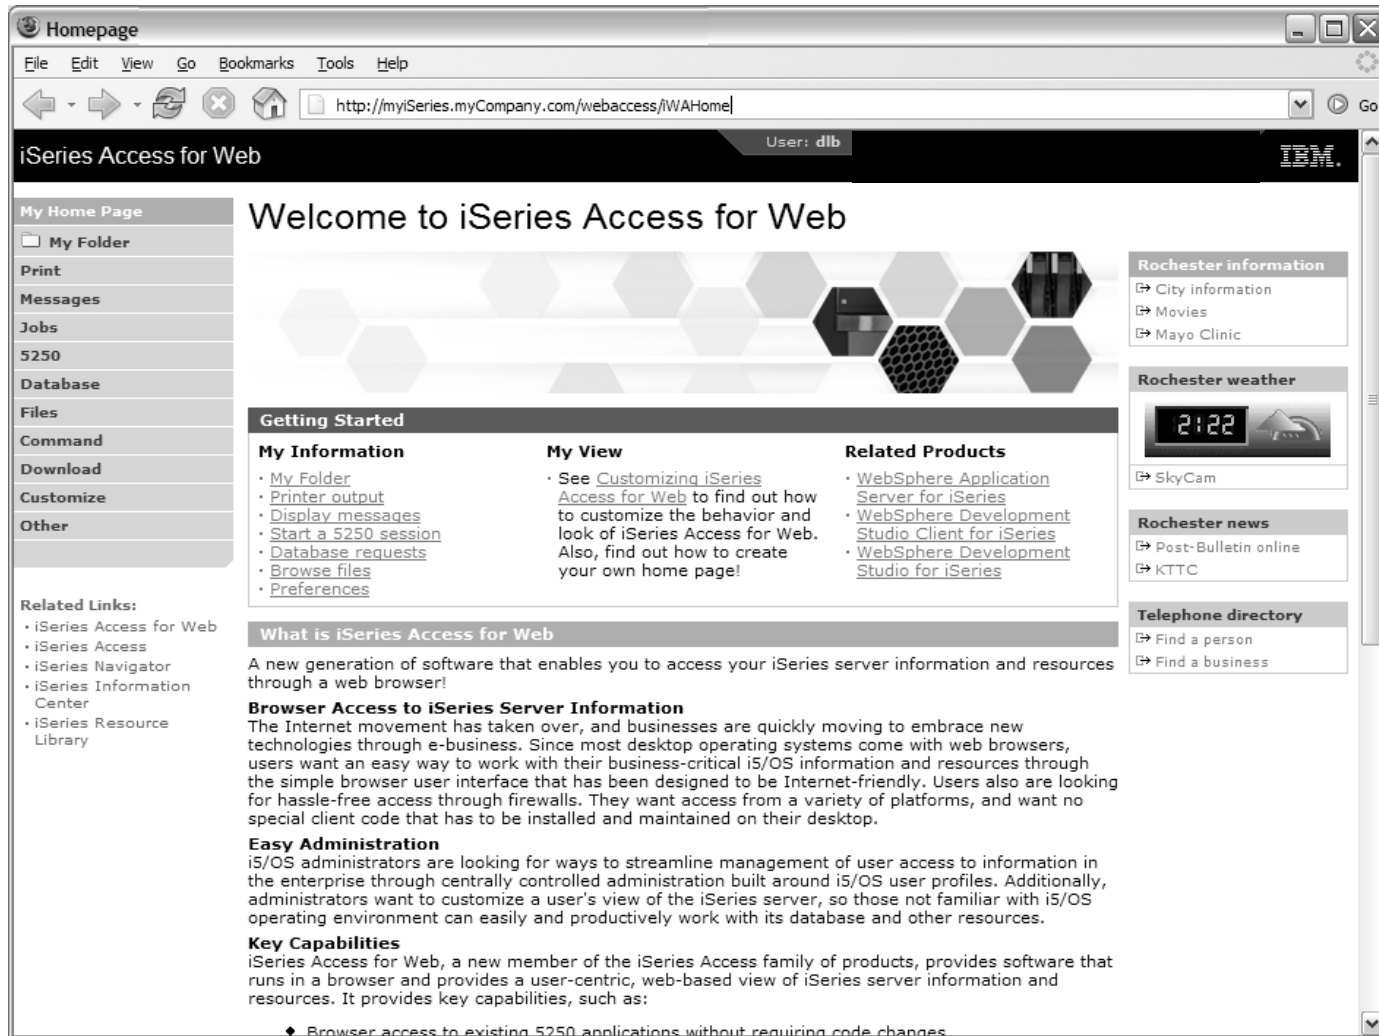 Homepage
File Edit View Go Bookmarks Tools Help
http://myiSeries.myCompany.com/webaccess/iWAHome
Go
iSeries Access for Web
User: dlb
IBM.
My Home Page
My Folder
Print
Messages
Jobs
5250
Database
Files
Command
Download
Customize
Other
Related Links:
• iSeries Access for Web
• iSeries Access
• iSeries Navigator
• iSeries Information
Center
• iSeries Resource
Library
Welcome to iSeries Access for Web
Getting Started
My Information
• My Folder
• Printer output
• Display messages
• Start a 5250 session
• Database requests
• Browse files
• Preferences
My View
• See Customizing iSeries
Access for Web to find out how
to customize the behavior and
look of iSeries Access for Web.
Also, find out how to create
your own home page!
Related Products
• WebSphere Application
Server for iSeries
• WebSphere Development
Studio Client for iSeries
• WebSphere Development
Studio for iSeries
What is iSeries Access for Web
A new generation of software that enables you to access your iSeries server information and resources
through a web browser!
Browser Access to iSeries Server Information
The Internet movement has taken over, and businesses are quickly moving to embrace new
technologies through e-business. Since most desktop operating systems come with web browsers,
users want an easy way to work with their business-critical i5/OS information and resources through
the simple browser user interface that has been designed to be Internet-friendly. Users also are looking
for hassle-free access through firewalls. They want access from a variety of platforms, and want no
special client code that has to be installed and maintained on their desktop.
Easy Administration
i5/OS administrators are looking for ways to streamline management of user access to information in
the enterprise through centrally controlled administration built around i5/OS user profiles. Additionally,
administrators want to customize a user's view of the iSeries server, so those not familiar with i5/OS
operating environment can easily and productively work with its database and other resources.
Key Capabilities
iSeries Access for Web, a new member of the iSeries Access family of products, provides software that
runs in a browser and provides a user-centric, web-based view of iSeries server information and
resources. It provides key capabilities, such as:
◆ Browser access to existing 5250 applications without requiring code changes
Rochester information
City information
Movies
Mayo Clinic
Rochester weather
2:22
SkyCam
Rochester news
Post-Bulletin online
KTTC
Telephone directory
Find a person
Find a business